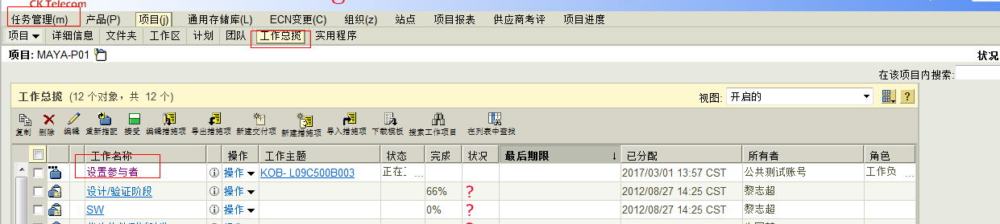 CK Telecom
任务管理(m) 产品(P) 项目(j) 通用存储库(L) ECN变更(C) 组织(z) 站点 项目报表 供应商考评 项目进度
项目 详细信息 文件夹 工作区 计划 团队 工作总揽 实用程序
项目: MAYA-P01 状况
在该项目内搜索:
工作总揽 (12 个对象，共 12 个) 视图: 开启的
复制 删除 编辑 重新指配 接受 编辑措施项 导出措施项 新建交付项 新建措施项 导入措施项 下载模板 搜索工作项目 在列表中查找
工作名称 操作 工作主题 状态 完成 状况 最后期限 已分配 所有者 角色
设置参与者 操作 KOB- L09C500B003 正在... 2017/03/01 13:57 CST 公共测试账号 工作负...
设计/验证阶段 操作 66% ? 2012/08/27 14:25 CST 黎志超
SW 操作 0% ? 2012/08/27 14:25 CST 黎志超